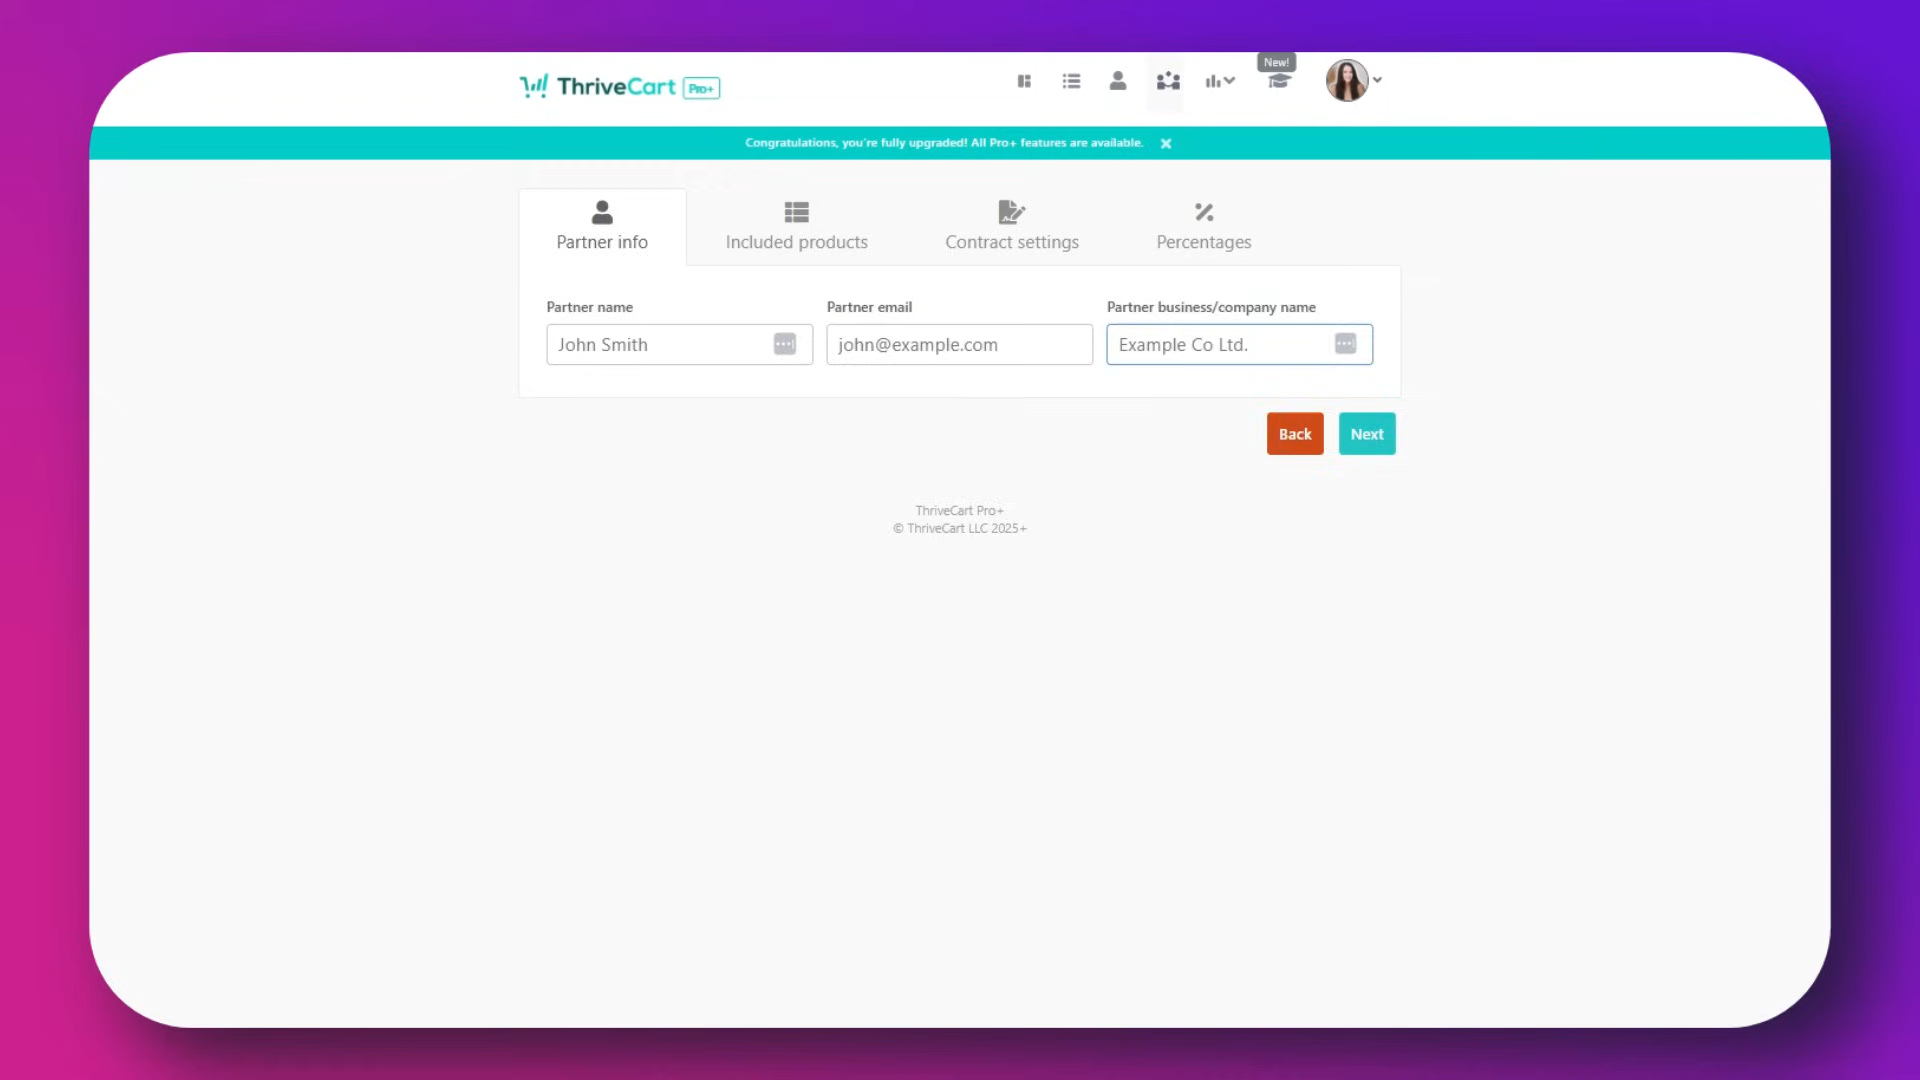 ThriveCart Pro+
New!
Congratulations, you're fully upgraded! All Pro+ features are available.
Partner info
Included products
Contract settings
Percentages
Partner name
Partner email
Partner business/company name
John Smith
john@example.com
Example Co Ltd.
Back
Next
ThriveCart Pro+
© ThriveCart LLC 2025+